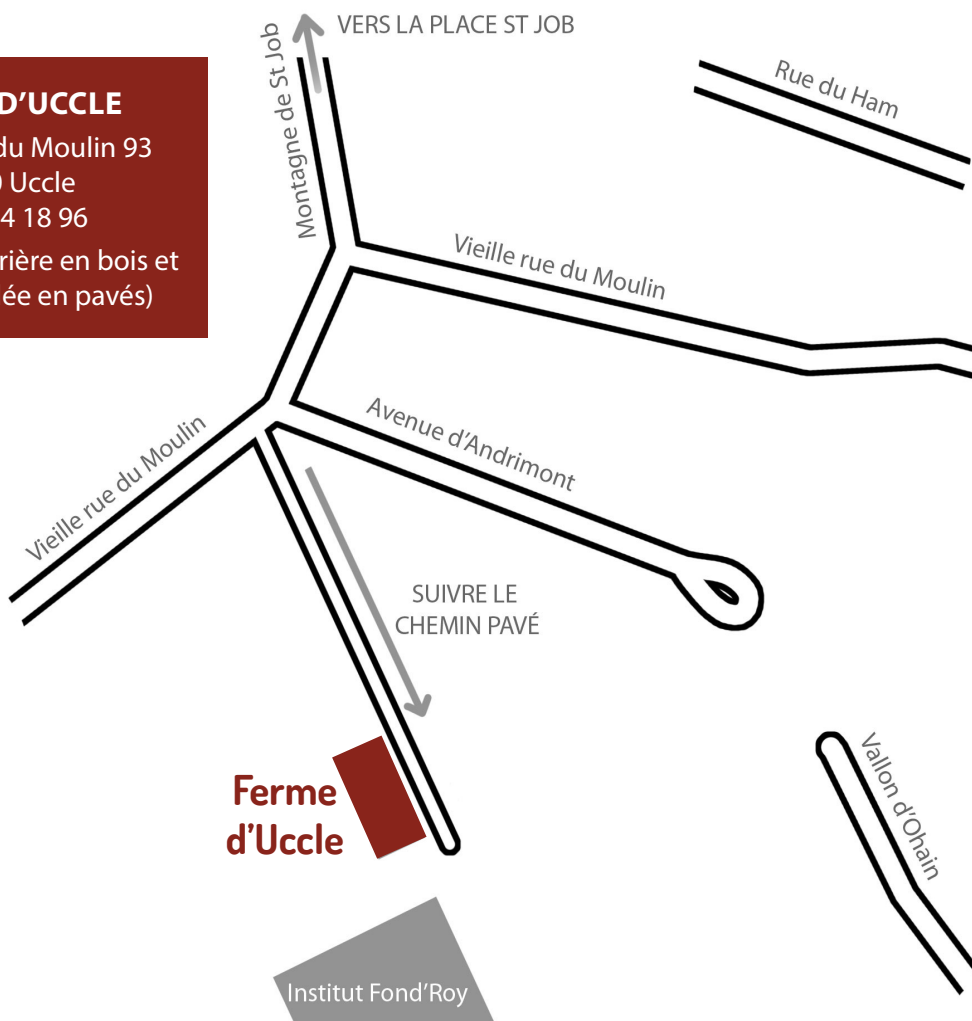 VERS LA PLACE ST JOB
Montagne de St Job
Rue du Ham
D'UCCLE
du Moulin 93
Uccle
4 18 96
et en bois et
en pavés)
Vieille rue du Moulin
Avenue d'Andrimont
Vieille rue du Moulin
SUIVRE LE
CHEMIN PAVÉ
Ferme
d'Uccle
Vallon d'Ohain
Institut Fond'Roy